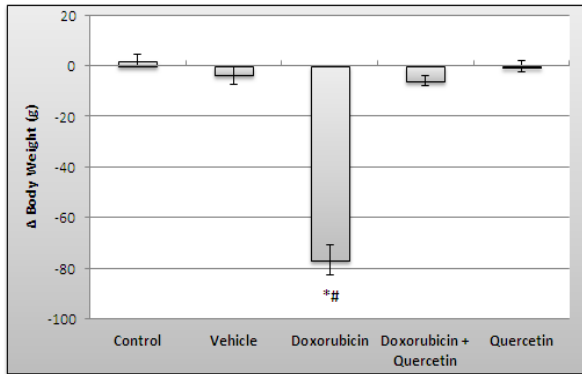 20
0
-20
-40
-60
-80
-100
Δ Body Weight (g)
*#
Control
Vehicle
Doxorubicin
Doxorubicin +
Quercetin
Quercetin